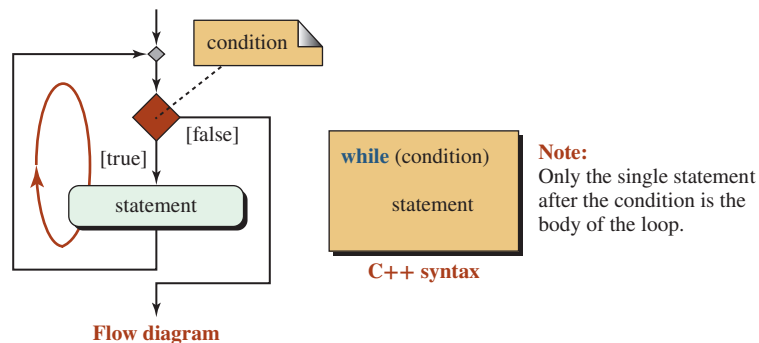 condition
[false]
[true]
statement
Flow diagram
while (condition)
statement
C++ syntax
Note:
Only the single statement
after the condition is the
body of the loop.